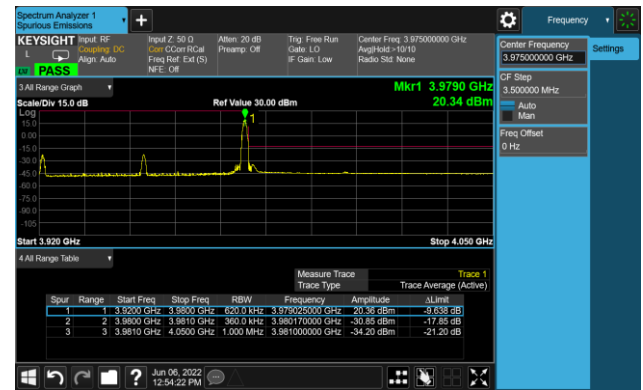 Spectrum Analyzer 1
Spurious Emissions
Frequency
KEYSIGHT
L
PASS
Input: RF
Coupling: DC
Align: Auto
Input Z: 50 Ω
Corr CCorr RCal
Freq Ref: Ext (S)
NFE: Off
Atten: 20 dB
Preamp: Off
Trig: Free Run
Gate: LO
IF Gain: Low
Center Freq: 3.975000000 GHz
Avg|Hold:>10/10
Radio Std: None
Center Frequency
3.975000000 GHz
Settings
CF Step
3.500000 MHz
Auto
Man
Freq Offset
0 Hz
3 All Range Graph
Mkr1 3.9790 GHz
20.34 dBm
Scale/Div 15.0 dB
Ref Value 30.00 dBm
Log
15.0
0.00
-15.0
-30.0
-45.0
-60.0
-75.0
-90.0
-105
1
Start 3.920 GHz
Stop 4.050 GHz
4 All Range Table
Measure Trace Trace 1
Trace Type Trace Average (Active)
Spur Range Start Freq Stop Freq RBW Frequency Amplitude ΔLimit
1 1 3.9200 GHz 3.9800 GHz 620.0 kHz 3.979025000 GHz 20.36 dBm -9.638 dB
2 2 3.9800 GHz 3.9810 GHz 360.0 kHz 3.980170000 GHz -30.85 dBm -17.85 dB
3 3 3.9810 GHz 4.0500 GHz 1.000 MHz 3.981000000 GHz -34.20 dBm -21.20 dB
?
Jun 06, 2022
12:54:22 PM